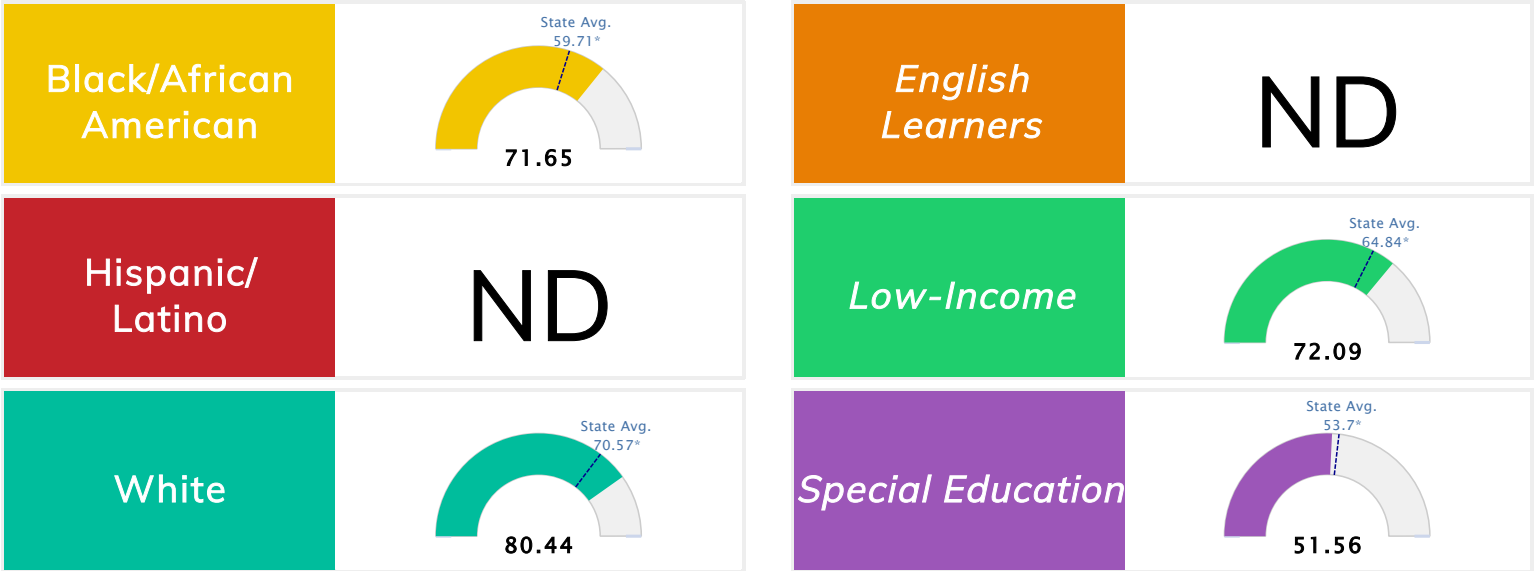 Black/African
American
State Avg.
59.71*
71.65
English
Learners
ND
Hispanic/
Latino
ND
Low-Income
State Avg.
64.84*
72.09
White
State Avg.
70.57*
80.44
Special Education
State Avg.
53.7*
51.56